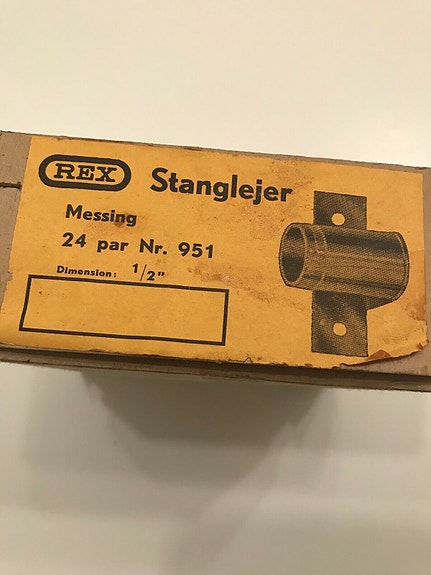 REX
Stanglejer
Messing
24 par Nr. 951
Dimension: 1/2"